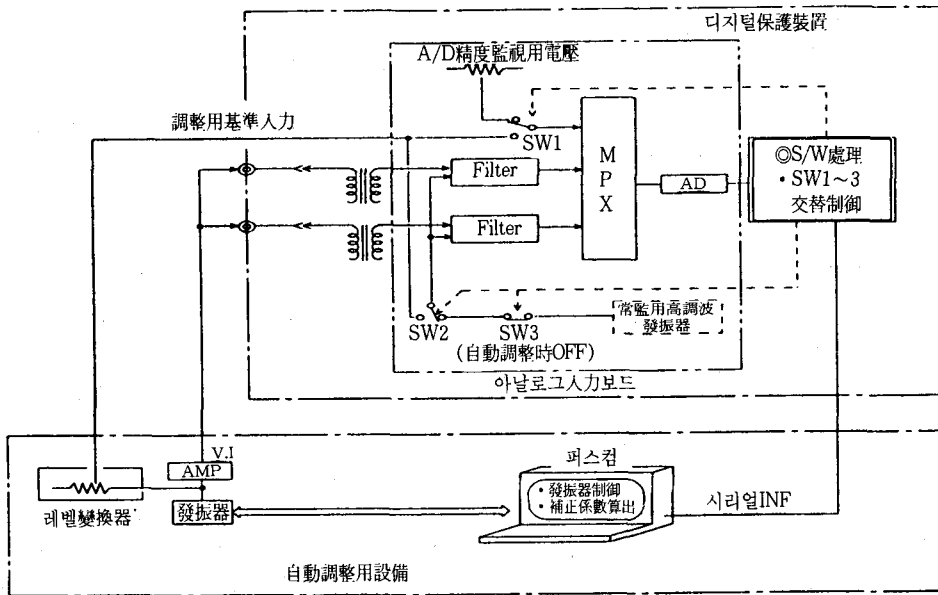 디지털保護裝置
A/D精度監視用電壓
調整用基準入力
SW1
Filter
Filter
M
P
X
AD
◎S/W處理
• SW1~3
交替制御
SW2
SW3
常監用高調波
發振器
(自動調整時OFF)
아날로그入力보드
V.I
AMP
레벨變換器
發振器
퍼스컴
• 發振器制御
• 補正係數算出
시리얼INF
自動調整用設備